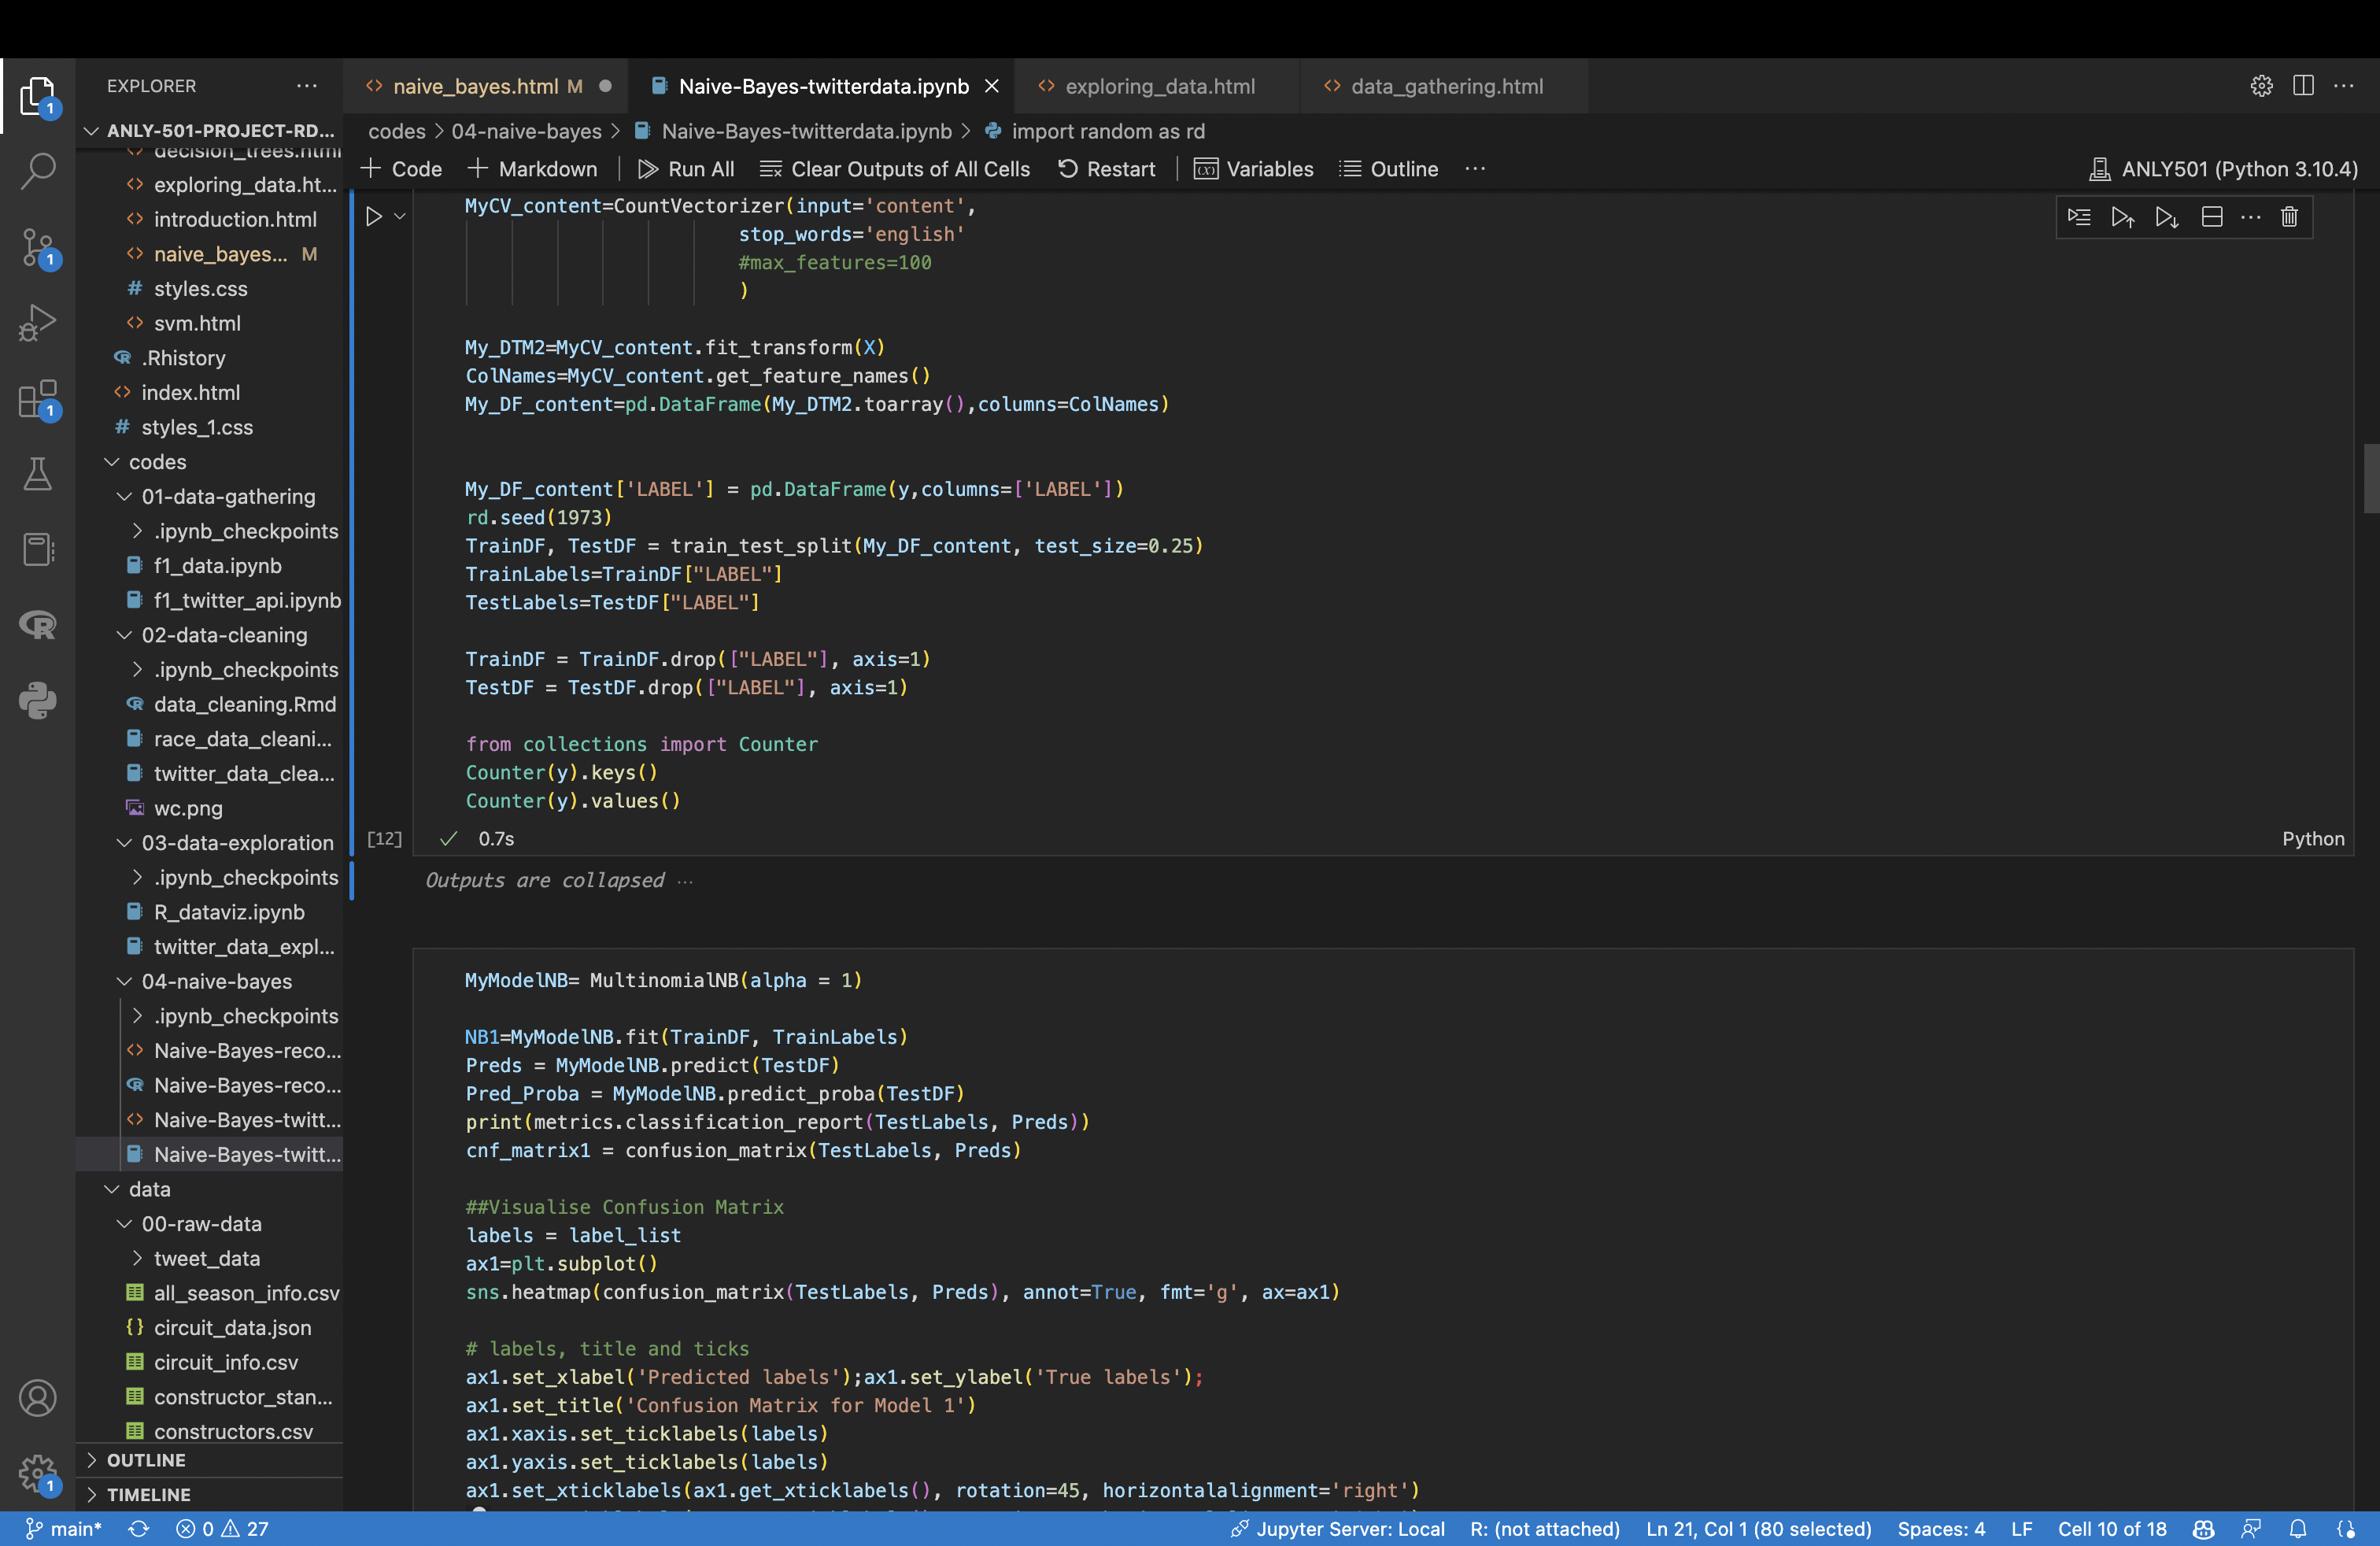 EXPLORER
ANLY-501-PROJECT-RD...
decision_trees.html
exploring_data.ht...
introduction.html
naive_bayes... M
styles.css
svm.html
.Rhistory
index.html
styles_1.css
codes
01-data-gathering
.ipynb_checkpoints
f1_data.ipynb
f1_twitter_api.ipynb
02-data-cleaning
.ipynb_checkpoints
data_cleaning.Rmd
race_data_cleani...
twitter_data_clea...
wc.png
03-data-exploration
.ipynb_checkpoints
R_dataviz.ipynb
twitter_data_expl...
04-naive-bayes
.ipynb_checkpoints
Naive-Bayes-reco...
Naive-Bayes-reco...
Naive-Bayes-twitt...
Naive-Bayes-twitt...
data
00-raw-data
tweet_data
all_season_info.csv
circuit_data.json
circuit_info.csv
constructor_stan...
constructors.csv
OUTLINE
TIMELINE
naive_bayes.html M
Naive-Bayes-twitterdata.ipynb
exploring_data.html
data_gathering.html
codes > 04-naive-bayes > Naive-Bayes-twitterdata.ipynb > import random as rd
+ Code + Markdown | Run All Clear Outputs of All Cells Restart | Variables Outline ...
ANLY501 (Python 3.10.4)
MyCV_content=CountVectorizer(input='content',
stop_words='english'
#max_features=100
)
My_DTM2=MyCV_content.fit_transform(X)
ColNames=MyCV_content.get_feature_names()
My_DF_content=pd.DataFrame(My_DTM2.toarray(),columns=ColNames)
My_DF_content['LABEL'] = pd.DataFrame(y,columns=['LABEL'])
rd.seed(1973)
TrainDF, TestDF = train_test_split(My_DF_content, test_size=0.25)
TrainLabels=TrainDF["LABEL"]
TestLabels=TestDF["LABEL"]
TrainDF = TrainDF.drop(["LABEL"], axis=1)
TestDF = TestDF.drop(["LABEL"], axis=1)
from collections import Counter
Counter(y).keys()
Counter(y).values()
[12] ✓ 0.7s
Python
Outputs are collapsed ...
MyModelNB= MultinomialNB(alpha = 1)
NB1=MyModelNB.fit(TrainDF, TrainLabels)
Preds = MyModelNB.predict(TestDF)
Pred_Proba = MyModelNB.predict_proba(TestDF)
print(metrics.classification_report(TestLabels, Preds))
cnf_matrix1 = confusion_matrix(TestLabels, Preds)
##Visualise Confusion Matrix
labels = label_list
ax1=plt.subplot()
sns.heatmap(confusion_matrix(TestLabels, Preds), annot=True, fmt='g', ax=ax1)
# labels, title and ticks
ax1.set_xlabel('Predicted labels');ax1.set_ylabel('True labels');
ax1.set_title('Confusion Matrix for Model 1')
ax1.xaxis.set_ticklabels(labels)
ax1.yaxis.set_ticklabels(labels)
ax1.set_xticklabels(ax1.get_xticklabels(), rotation=45, horizontalalignment='right')
main* 0 27
Jupyter Server: Local R: (not attached) Ln 21, Col 1 (80 selected) Spaces: 4 LF Cell 10 of 18
1
1
1
1